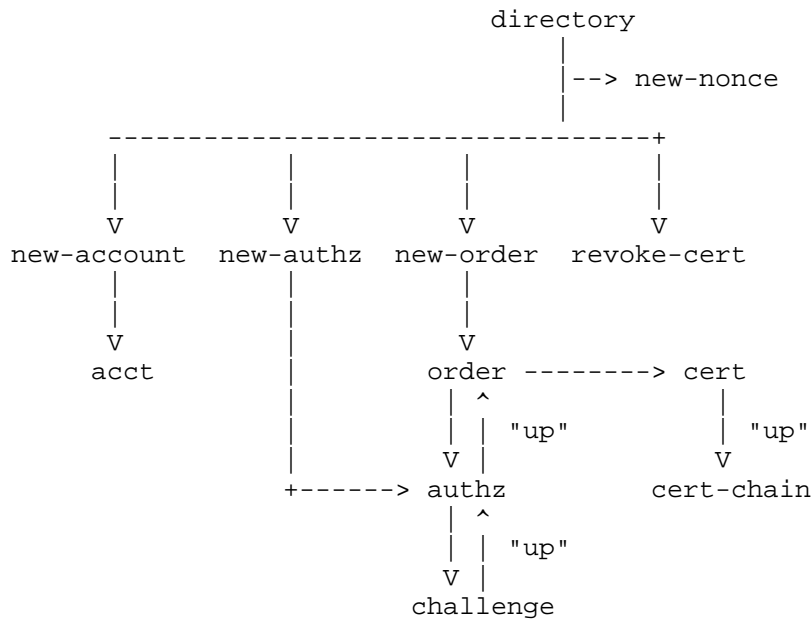 directory
new-nonce
new-account new-authz new-order revoke-cert
acct order cert
"up" "up"
authz cert-chain
"up"
challenge